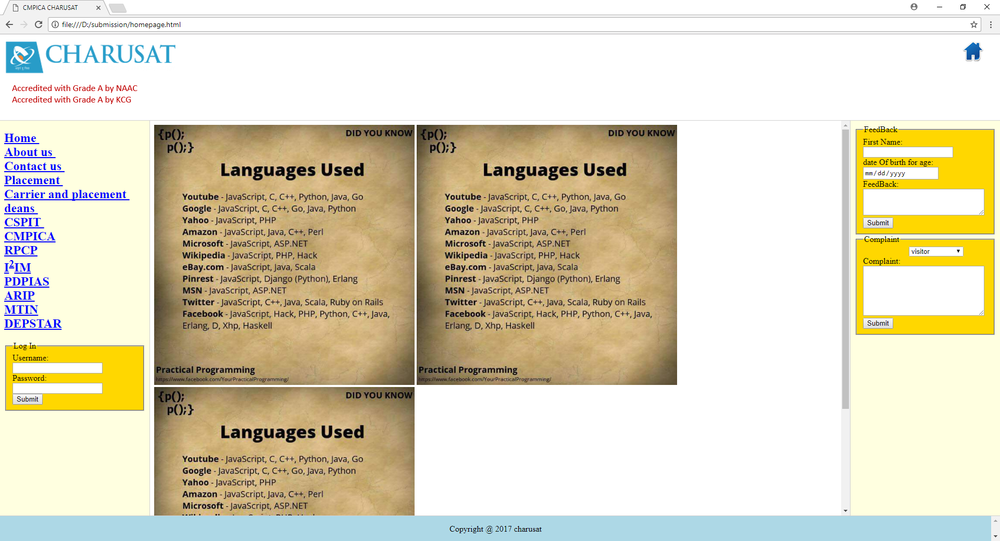 CMPICA CHARUSAT
file:///D:/submission/homepage.html
CHARUSAT
Accredited with Grade A by NAAC
Accredited with Grade A by KCG
Home
About us
Contact us
Placement
Carrier and placement
deans
CSPIT
CMPICA
RPCP
I²IM
PDPIAS
ARIP
MTIN
DEPSTAR
Log In
Username:
Password:
Submit
{p();
p();}
DID YOU KNOW
Languages Used
Youtube - JavaScript, C, C++, Python, Java, Go
Google - JavaScript, C, C++, Go, Java, Python
Yahoo - JavaScript, PHP
Amazon - JavaScript, Java, C++, Perl
Microsoft - JavaScript, ASP.NET
Wikipedia - JavaScript, PHP, Hack
eBay.com - JavaScript, Java, Scala
Pinrest - JavaScript, Django (Python), Erlang
MSN - JavaScript, ASP.NET
Twitter - JavaScript, C++, Java, Scala, Ruby on Rails
Facebook - JavaScript, Hack, PHP, Python, C++, Java,
Erlang, D, Xhp, Haskell
Practical Programming
https://www.facebook.com/YourPracticalProgramming/
{p();
p();}
DID YOU KNOW
Languages Used
Youtube - JavaScript, C, C++, Python, Java, Go
Google - JavaScript, C, C++, Go, Java, Python
Yahoo - JavaScript, PHP
Amazon - JavaScript, Java, C++, Perl
Microsoft - JavaScript, ASP.NET
Wikipedia - JavaScript, PHP, Hack
eBay.com - JavaScript, Java, Scala
Pinrest - JavaScript, Django (Python), Erlang
MSN - JavaScript, ASP.NET
Twitter - JavaScript, C++, Java, Scala, Ruby on Rails
Facebook - JavaScript, Hack, PHP, Python, C++, Java,
Erlang, D, Xhp, Haskell
Practical Programming
https://www.facebook.com/YourPracticalProgramming/
{p();
p();}
DID YOU KNOW
Languages Used
Youtube - JavaScript, C, C++, Python, Java, Go
Google - JavaScript, C, C++, Go, Java, Python
Yahoo - JavaScript, PHP
Amazon - JavaScript, Java, C++, Perl
Microsoft - JavaScript, ASP.NET
FeedBack
First Name:
date Of birth for age:
mm/dd/yyyy
FeedBack:
Submit
Complaint
visitor
Complaint:
Submit
Copyright @ 2017 charusat